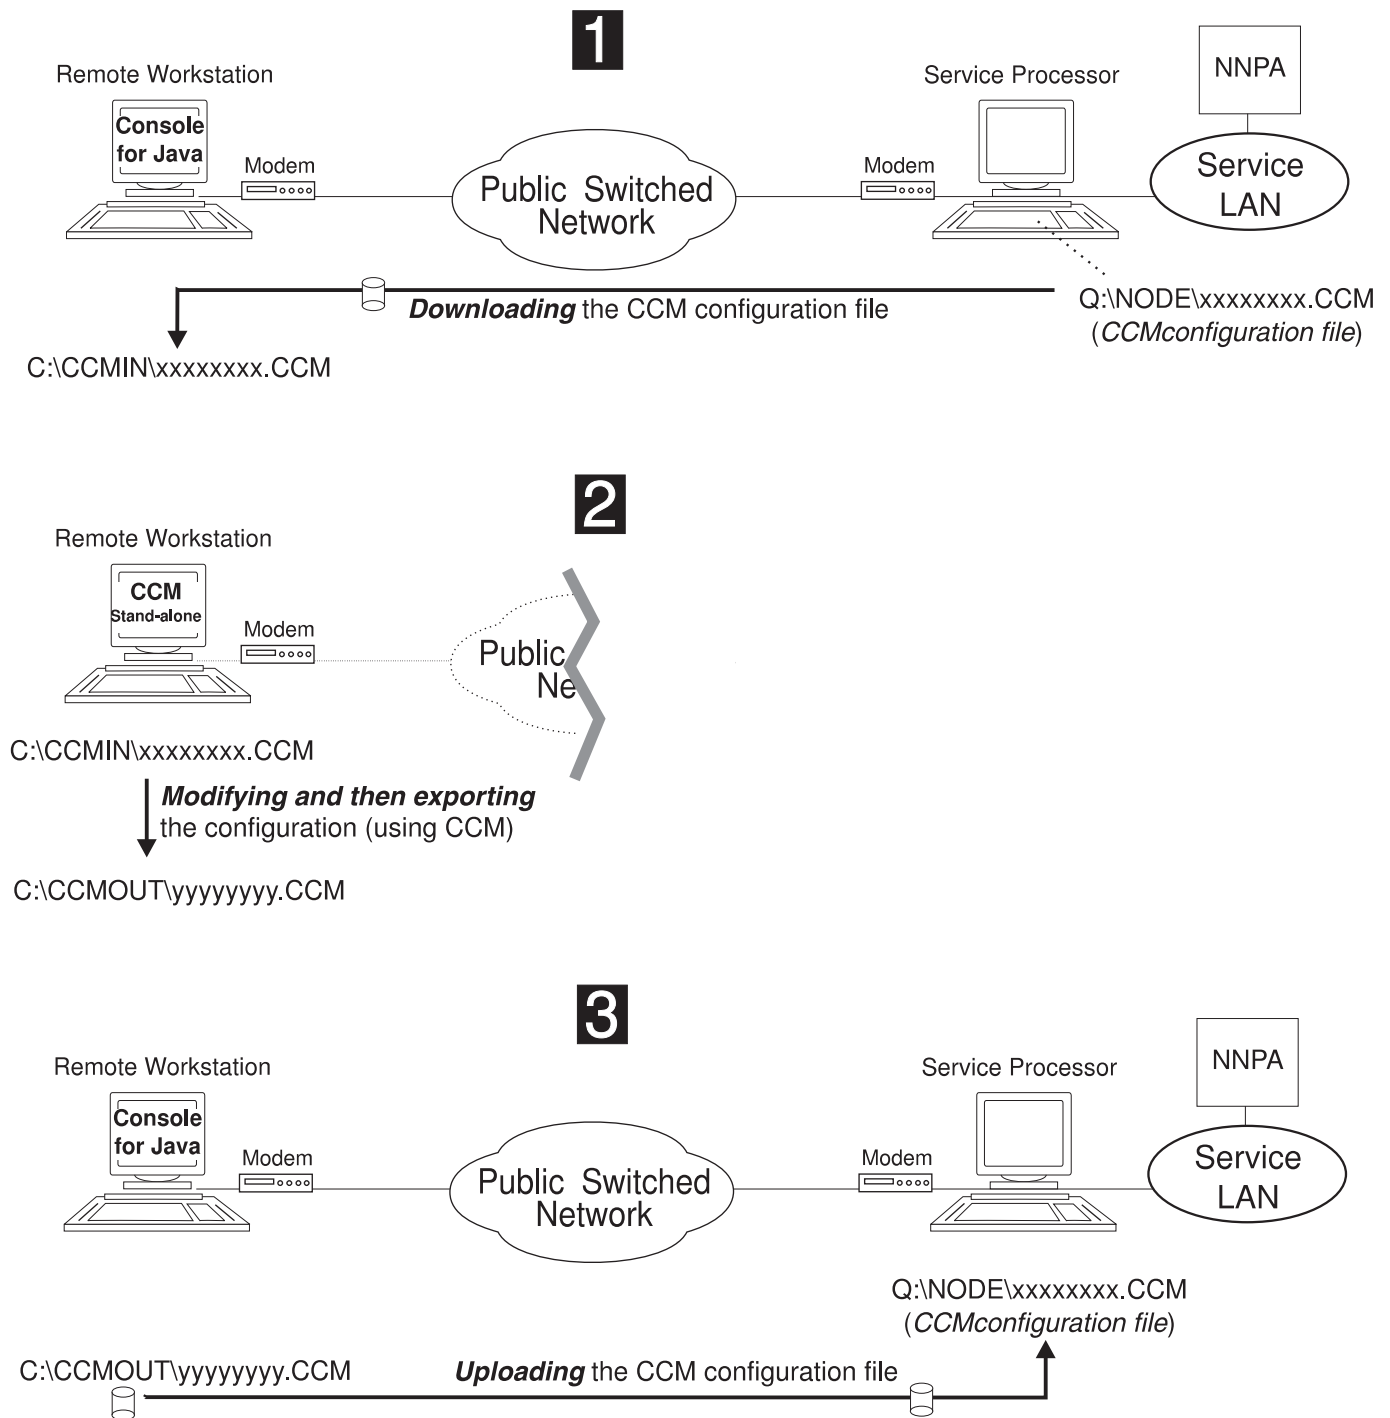 1
Remote Workstation
Service Processor
NNPA
Console
for Java
Modem
Modem
Public Switched
Network
Service
LAN
Downloading the CCM configuration file
Q:\NODE\xxxxxxxx.CCM
(CCMconfiguration file)
C:\CCMIN\xxxxxxxx.CCM
2
Remote Workstation
CCM
Stand-alone
Modem
Public
Ne
C:\CCMIN\xxxxxxxx.CCM
Modifying and then exporting
the configuration (using CCM)
C:\CCMOUT\yyyyyyyy.CCM
3
Remote Workstation
Service Processor
NNPA
Console
for Java
Modem
Modem
Public Switched
Network
Service
LAN
Q:\NODE\xxxxxxxx.CCM
(CCMconfiguration file)
C:\CCMOUT\yyyyyyyy.CCM
Uploading the CCM configuration file